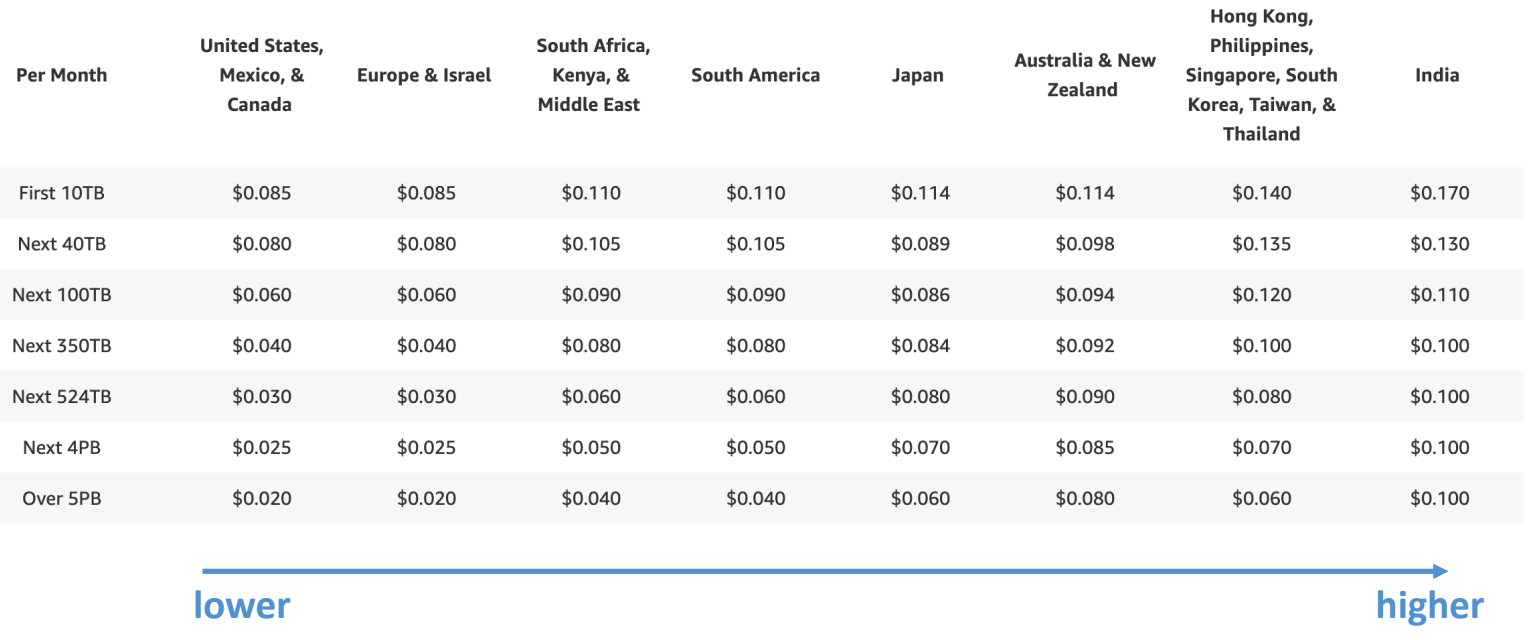 Per Month United States, Mexico, & Canada Europe & Israel South Africa, Kenya, & Middle East South America Japan Australia & New Zealand Hong Kong, Philippines, Singapore, South Korea, Taiwan, & Thailand India
First 10TB $0.085 $0.085 $0.110 $0.110 $0.114 $0.114 $0.140 $0.170
Next 40TB $0.080 $0.080 $0.105 $0.105 $0.089 $0.098 $0.135 $0.130
Next 100TB $0.060 $0.060 $0.090 $0.090 $0.086 $0.094 $0.120 $0.110
Next 350TB $0.040 $0.040 $0.080 $0.080 $0.084 $0.092 $0.100 $0.100
Next 524TB $0.030 $0.030 $0.060 $0.060 $0.080 $0.090 $0.080 $0.100
Next 4PB $0.025 $0.025 $0.050 $0.050 $0.070 $0.085 $0.070 $0.100
Over 5PB $0.020 $0.020 $0.040 $0.040 $0.060 $0.080 $0.060 $0.100
lower higher